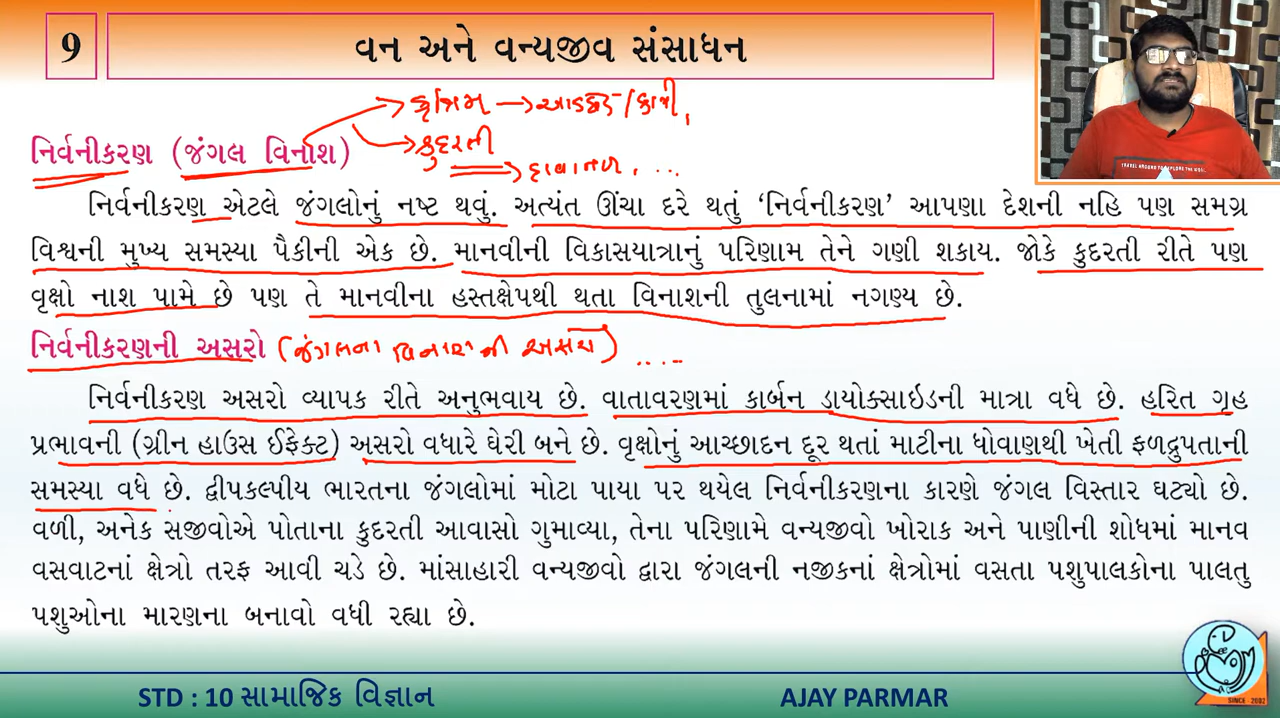 9
વન અને વન્યજીવ સંસાધન
કૃત્રિમ
કુદરતી
દાવાનળ, ...
નિર્વનીકરણ (જંગલ વિનાશ)
નિર્વનીકરણ એટલે જંગલોનું નષ્ટ થવું. અત્યંત ઊંચા દરે થતું ‘નિર્વનીકરણ’ આપણા દેશની નહિ પણ સમગ્ર
વિશ્વની મુખ્ય સમસ્યા પૈકીની એક છે. માનવીની વિકાસયાત્રાનું પરિણામ તેને ગણી શકાય. જોકે કુદરતી રીતે પણ
વૃક્ષો નાશ પામે છે પણ તે માનવીના હસ્તક્ષેપથી થતા વિનાશની તુલનામાં નગણ્ય છે.
નિર્વનીકરણની અસરો (જંગલના વિનાશની અસરો) .....
નિર્વનીકરણ અસરો વ્યાપક રીતે અનુભવાય છે. વાતાવરણમાં કાર્બન ડાયોક્સાઇડની માત્રા વધે છે. હરિત ગૃહ
પ્રભાવની (ગ્રીન હાઉસ ઈફેક્ટ) અસરો વધારે ઘેરી બને છે. વૃક્ષોનું આચ્છાદન દૂર થતાં માટીના ધોવાણથી ખેતી ફળદ્રુપતાની
સમસ્યા વધે છે. દ્વીપકલ્પીય ભારતના જંગલોમાં મોટા પાયા પર થયેલ નિર્વનીકરણના કારણે જંગલ વિસ્તાર ઘટ્યો છે.
વળી, અનેક સજીવોએ પોતાના કુદરતી આવાસો ગુમાવ્યા, તેના પરિણામે વન્યજીવો ખોરાક અને પાણીની શોધમાં માનવ
વસવાટનાં ક્ષેત્રો તરફ આવી ચડે છે. માંસાહારી વન્યજીવો દ્વારા જંગલની નજીકનાં ક્ષેત્રોમાં વસતા પશુપાલકોના પાલતુ
પશુઓના મારણના બનાવો વધી રહ્યા છે.
STD : 10 સામાજિક વિજ્ઞાન
AJAY PARMAR
SINCE 2002